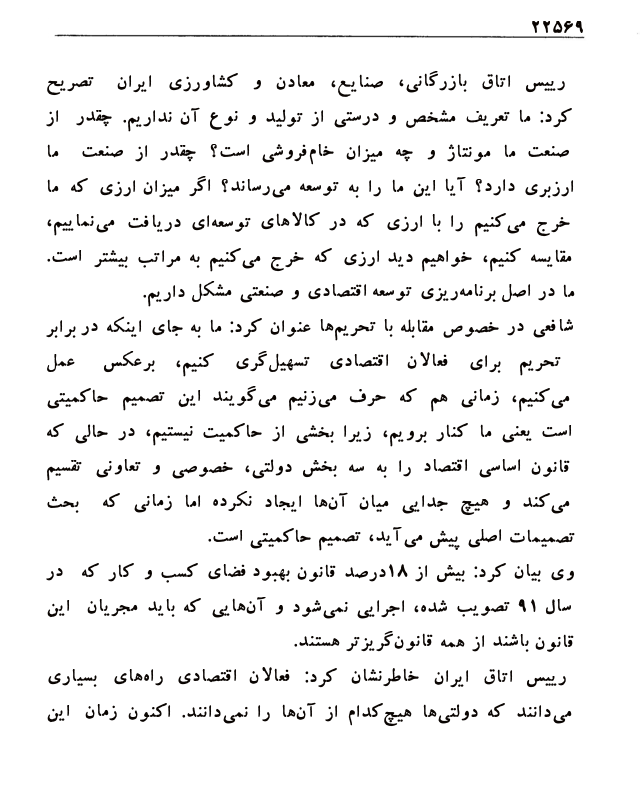 ۲۲۵۶۹
رییس اتاق بازرگانی، صنایع، معادن و کشاورزی ایران تصریح
کرد: ما تعریف مشخص و درستی از تولید و نوع آن نداریم. چقدر از
صنعت ما مونتاژ و چه میزان خام‌فروشی است؟ چقدر از صنعت ما
ارزبری دارد؟ آیا این ما را به توسعه می‌رساند؟ اگر میزان ارزی که ما
خرج می‌کنیم را با ارزی که در کالاهای توسعه‌ای دریافت می‌نماییم،
مقایسه کنیم، خواهیم دید ارزی که خرج می‌کنیم به مراتب بیشتر است.
ما در اصل برنامه‌ریزی توسعه اقتصادی و صنعتی مشکل داریم.
شافعی در خصوص مقابله با تحریم‌ها عنوان کرد: ما به جای اینکه در برابر
تحریم برای فعالان اقتصادی تسهیل‌گری کنیم، برعکس عمل
می‌کنیم، زمانی هم که حرف می‌زنیم می‌گویند این تصمیم حاکمیتی
است یعنی ما کنار برویم، زیرا بخشی از حاکمیت نیستیم، در حالی که
قانون اساسی اقتصاد را به سه بخش دولتی، خصوصی و تعاونی تقسیم
می‌کند و هیچ جدایی میان آن‌ها ایجاد نکرده اما زمانی که بحث
تصمیمات اصلی پیش می‌آید، تصمیم حاکمیتی است.
وی بیان کرد: بیش از ۱۸درصد قانون بهبود فضای کسب و کار که در
سال ۹۱ تصویب شده، اجرایی نمی‌شود و آن‌هایی که باید مجریان این
قانون باشند از همه قانون‌گریزتر هستند.
رییس اتاق ایران خاطرنشان کرد: فعالان اقتصادی راه‌های بسیاری
می‌دانند که دولتی‌ها هیچ‌کدام از آن‌ها را نمی‌دانند. اکنون زمان این